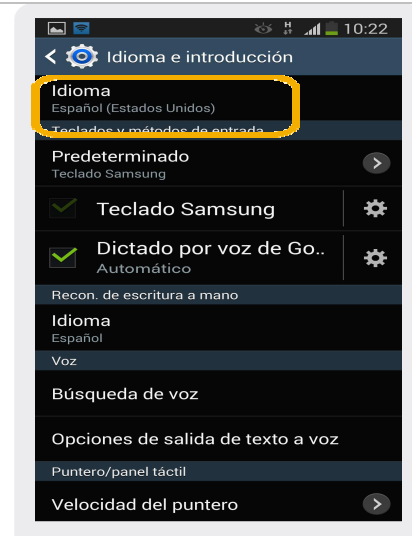 H 10:22
Idioma e introducción
Idioma
Español (Estados Unidos)
Teclados y métodos de entrada
Predeterminado
Teclado Samsung
Teclado Samsung
Dictado por voz de Go..
Automático
Recon. de escritura a mano
Idioma
Español
Voz
Búsqueda de voz
Opciones de salida de texto a voz
Puntero/panel táctil
Velocidad del puntero